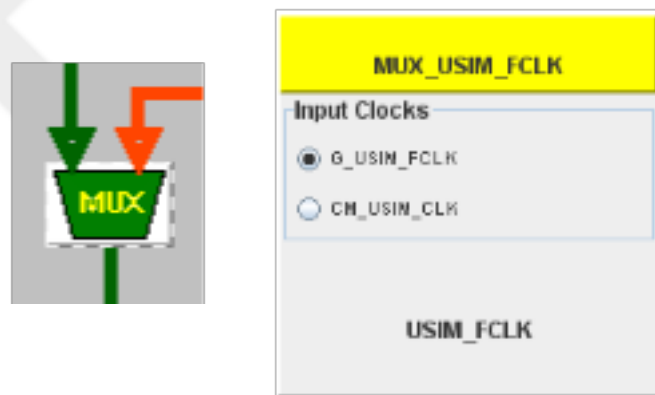 MUX
MUX_USIM_FCLK
Input Clocks
G_USIM_FCLK
CM_USIM_CLK
USIM_FCLK